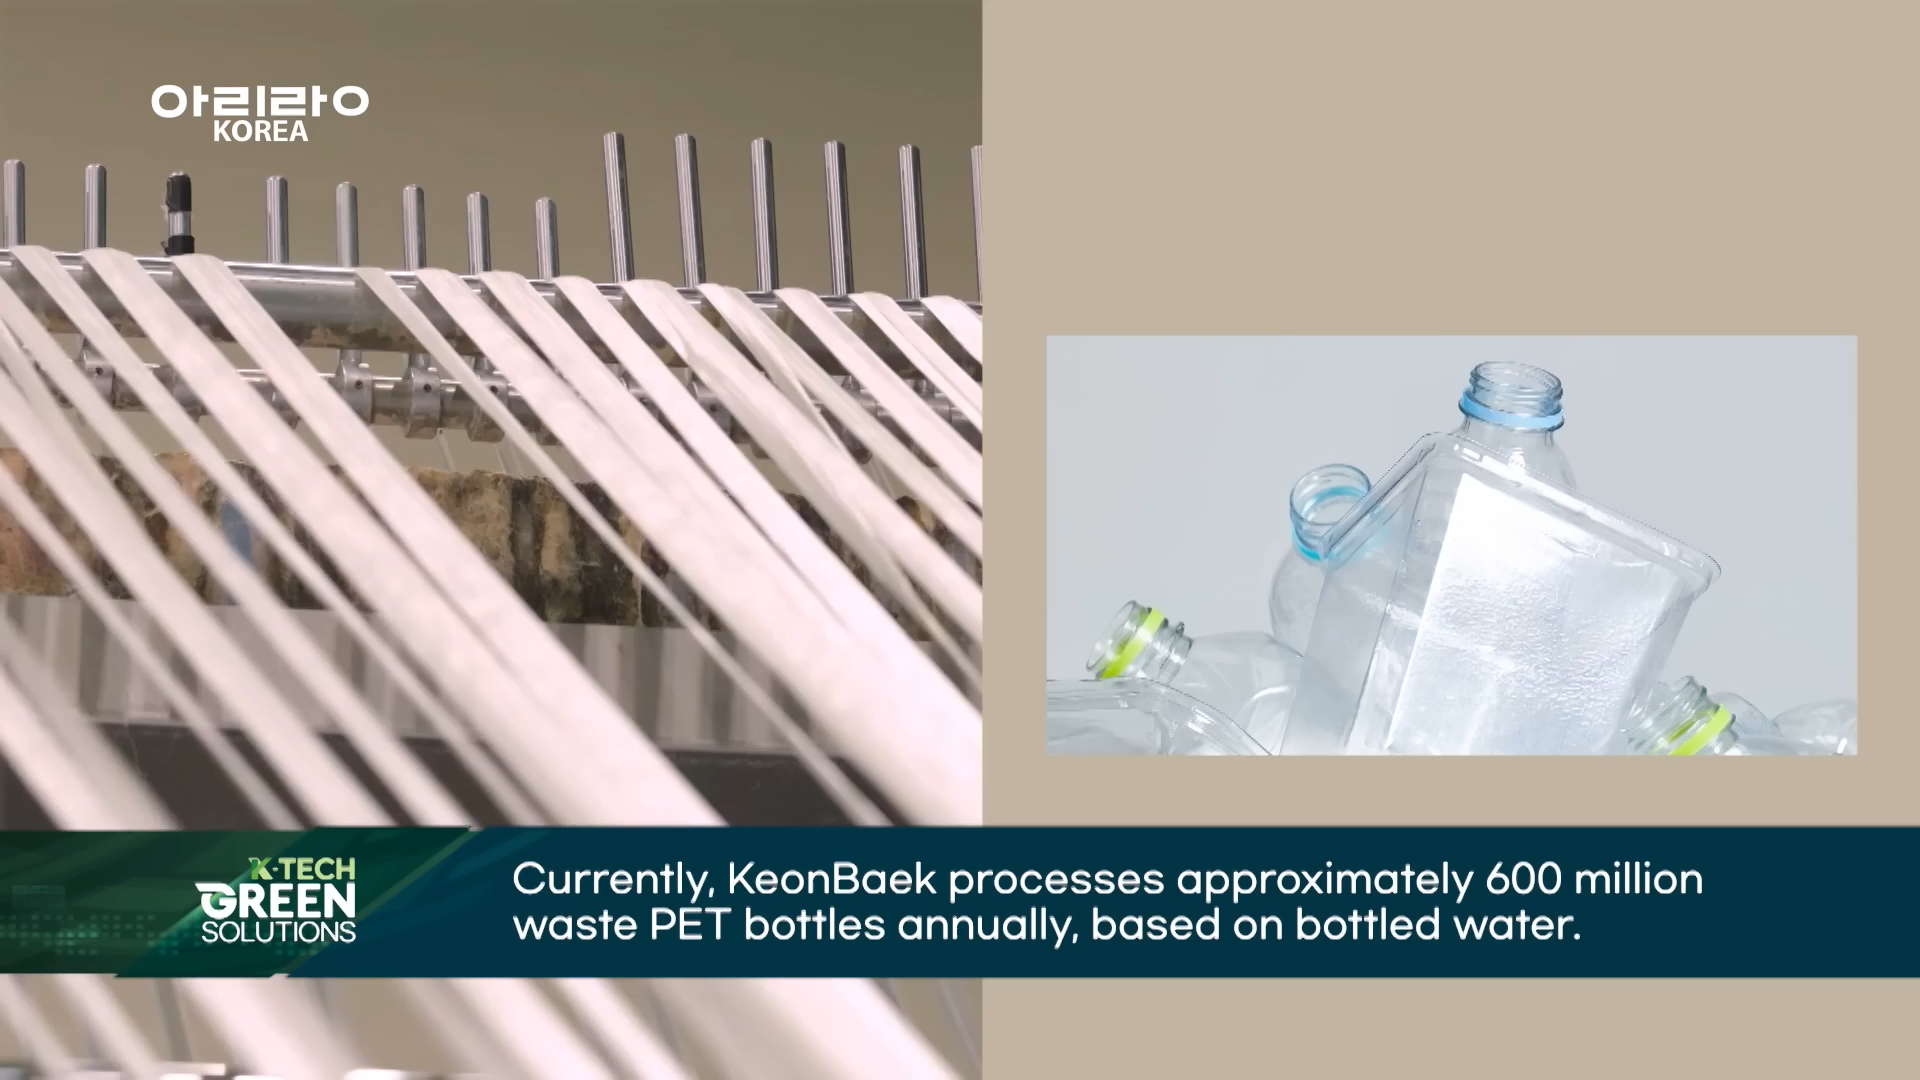 아리랑
KOREA
K-TECH
GREEN
SOLUTIONS
Currently, KeonBaek processes approximately 600 million
waste PET bottles annually, based on bottled water.